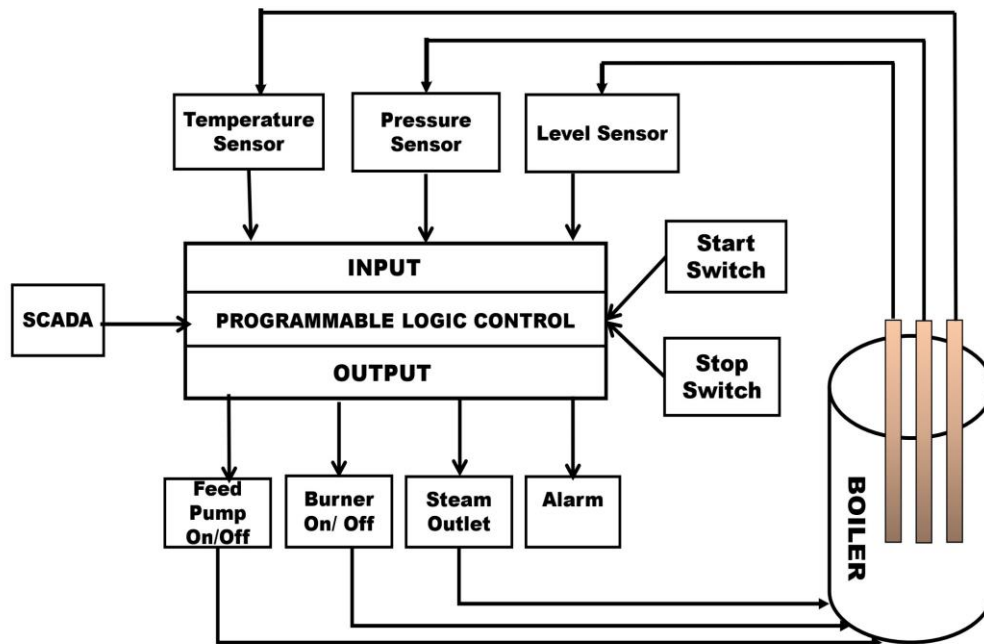 Temperature
Sensor
Pressure
Sensor
Level Sensor
INPUT
Start
Switch
SCADA
PROGRAMMABLE LOGIC CONTROL
OUTPUT
Stop
Switch
Feed
Pump
On/Off
Burner
On/ Off
Steam
Outlet
Alarm
BOILER